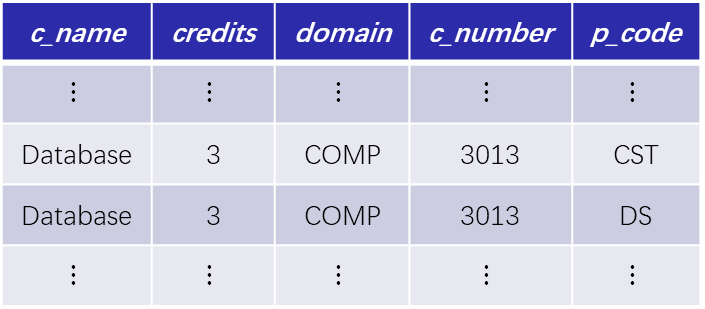 c_name credits domain c_number p_code
⋮ ⋮ ⋮ ⋮ ⋮
Database 3 COMP 3013 CST
Database 3 COMP 3013 DS
⋮ ⋮ ⋮ ⋮ ⋮